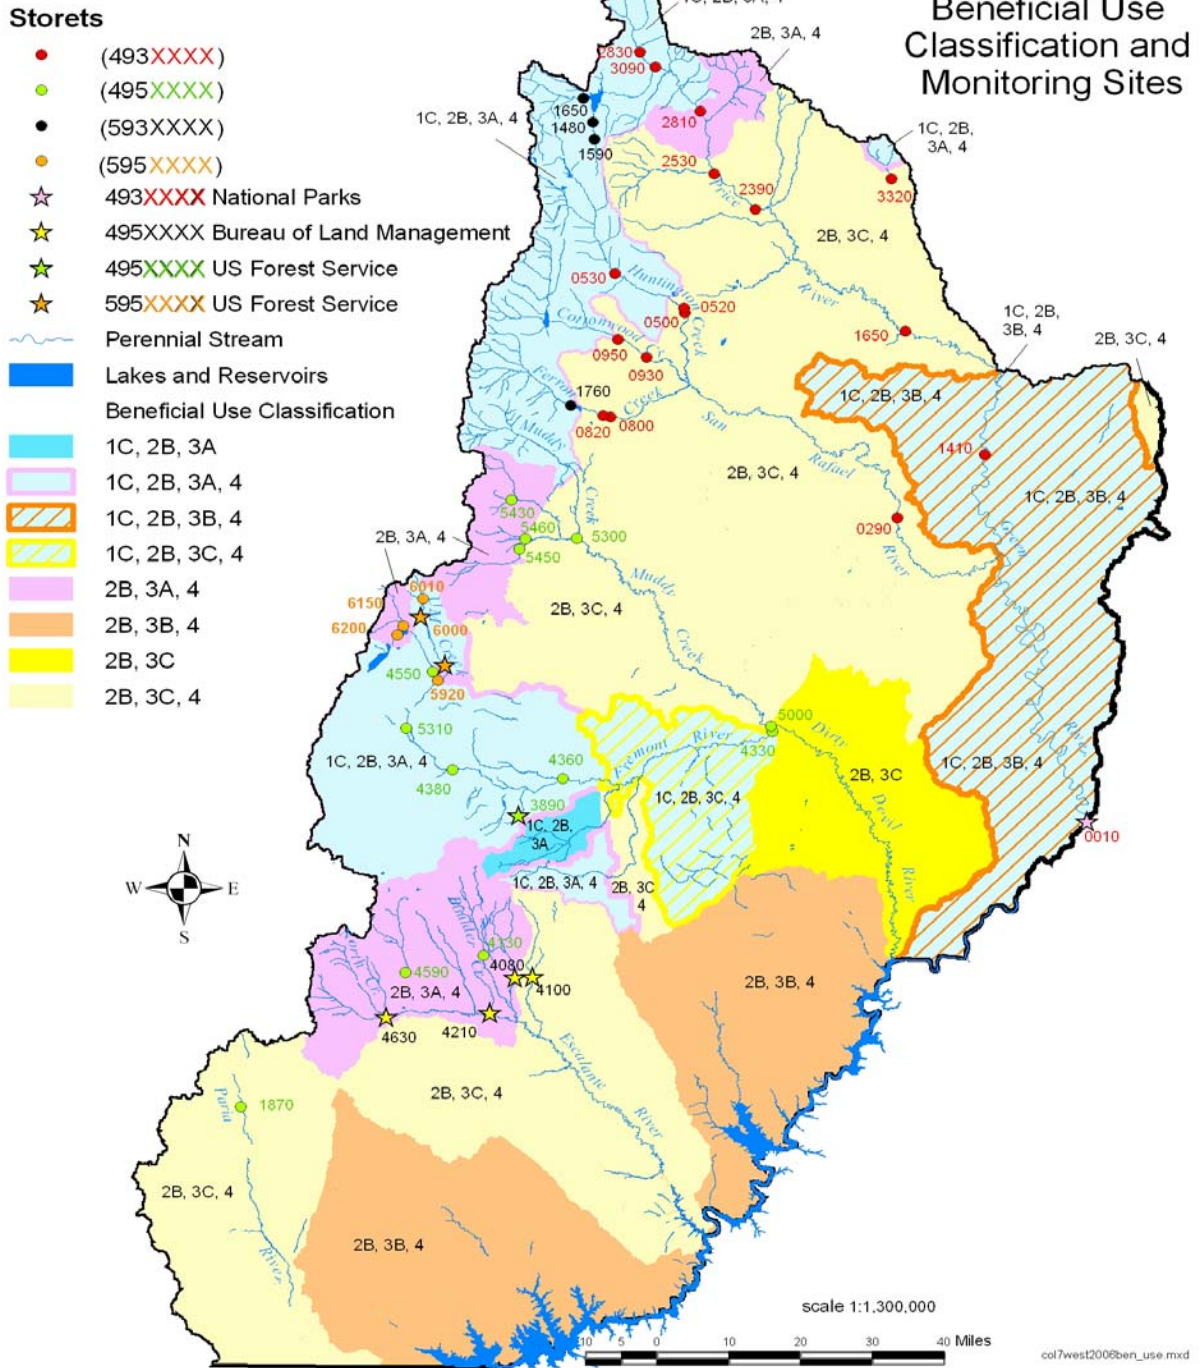 Beneficial Use
Classification and
Monitoring Sites
Storets
(493XXXX)
(495XXXX)
(593XXXX)
(595XXXX)
493XXXX National Parks
495XXXX Bureau of Land Management
495XXXX US Forest Service
595XXXX US Forest Service
Perennial Stream
Lakes and Reservoirs
Beneficial Use Classification
1C, 2B, 3A
1C, 2B, 3A, 4
1C, 2B, 3B, 4
1C, 2B, 3C, 4
2B, 3A, 4
2B, 3B, 4
2B, 3C
2B, 3C, 4
2B, 3A, 4
2830
3090
1650
1480
1590
1C, 2B, 3A, 4
2810
1C, 2B,
3A, 4
2530
2390
Price
3320
2B, 3C, 4
0530
Huntington
0520
0500
River
Creek
1C, 2B,
3B, 4
1650
2B, 3C, 4
Cottonwood
Cr
0950
0930
1760
Ferron
Creek
0820
0800
1C, 2B, 3B, 4
Muddy
San
Rafael
1410
2B, 3C, 4
1C, 2B, 3B, 4
5430
Creek
0290
5460
5300
5450
2B, 3A, 4
River
Green
Muddy
6010
6150
6200
6000
2B, 3C, 4
Creek
4550
5920
5310
5000
Dirty
River
4330
Fremont
River
1C, 2B, 3A, 4
4360
4380
2B, 3C
1C, 2B, 3B, 4
3890
1C, 2B, 3C, 4
1C, 2B,
3A
Devil
0010
N
W
E
S
1C, 2B, 3A, 4
2B, 3C
4
River
Boulder
4080
4590
2B, 3A, 4
4100
2B, 3B, 4
4630
4210
Escalante
2B, 3C, 4
Paria
1870
River
2B, 3C, 4
2B, 3B, 4
River
scale 1:1,300,000
10 5 0 10 20 30 40 Miles
col7west2006ben_use.mxd